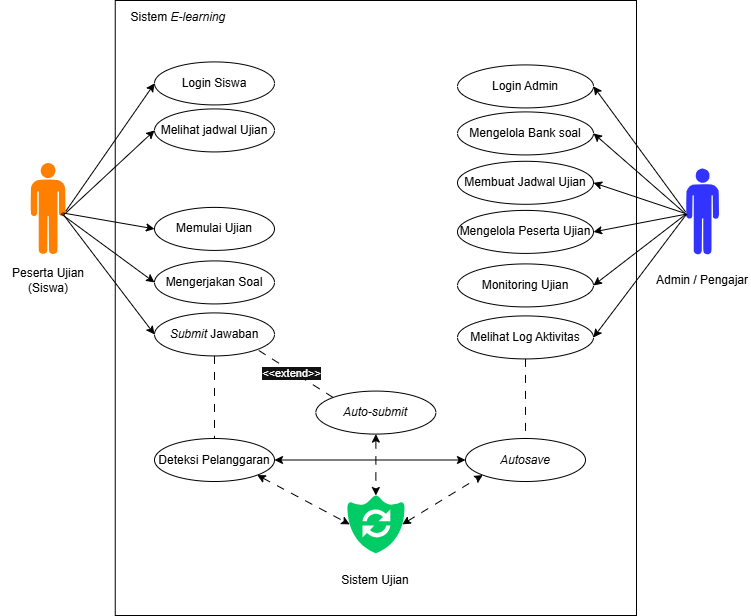 Sistem E-learning
Login Siswa
Melihat jadwal Ujian
Memulai Ujian
Mengerjakan Soal
Submit Jawaban
Peserta Ujian
(Siswa)
Login Admin
Mengelola Bank soal
Membuat Jadwal Ujian
Mengelola Peserta Ujian
Monitoring Ujian
Melihat Log Aktivitas
Admin / Pengajar
<<extend>>
Auto-submit
Deteksi Pelanggaran
Autosave
Sistem Ujian